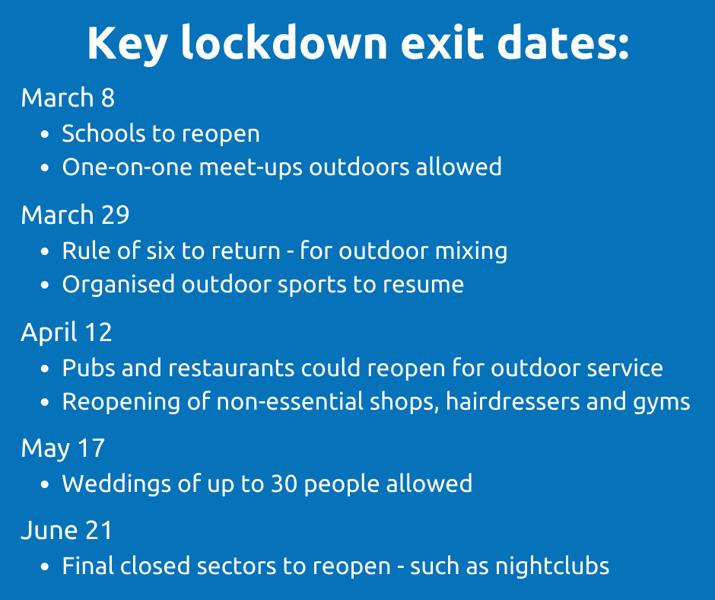 Key lockdown exit dates:
March 8
• Schools to reopen
• One-on-one meet-ups outdoors allowed
March 29
• Rule of six to return - for outdoor mixing
• Organised outdoor sports to resume
April 12
• Pubs and restaurants could reopen for outdoor service
• Reopening of non-essential shops, hairdressers and gyms
May 17
• Weddings of up to 30 people allowed
June 21
• Final closed sectors to reopen - such as nightclubs